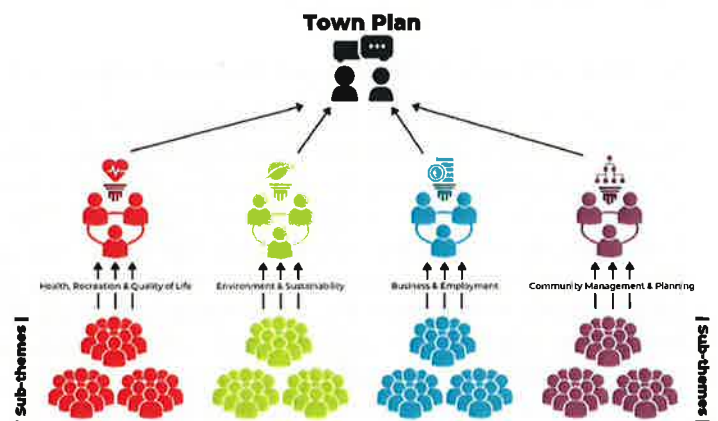 Town Plan
Health, Recreation & Quality of Life
Environment & Sustainability
Business & Employment
Community Management & Planning
Sub-themes |
| Sub-themes |